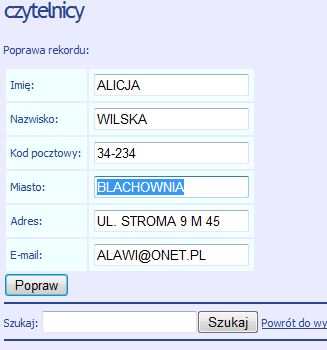 czytelnicy
Poprawa rekordu:
Imię: ALICJA
Nazwisko: WILSKA
Kod pocztowy: 34-234
Miasto: BLACHOWNIA
Adres: UL. STROMA 9 M 45
E-mail: ALAWI@ONET.PL
Popraw
Szukaj: Szukaj Powrót do wy